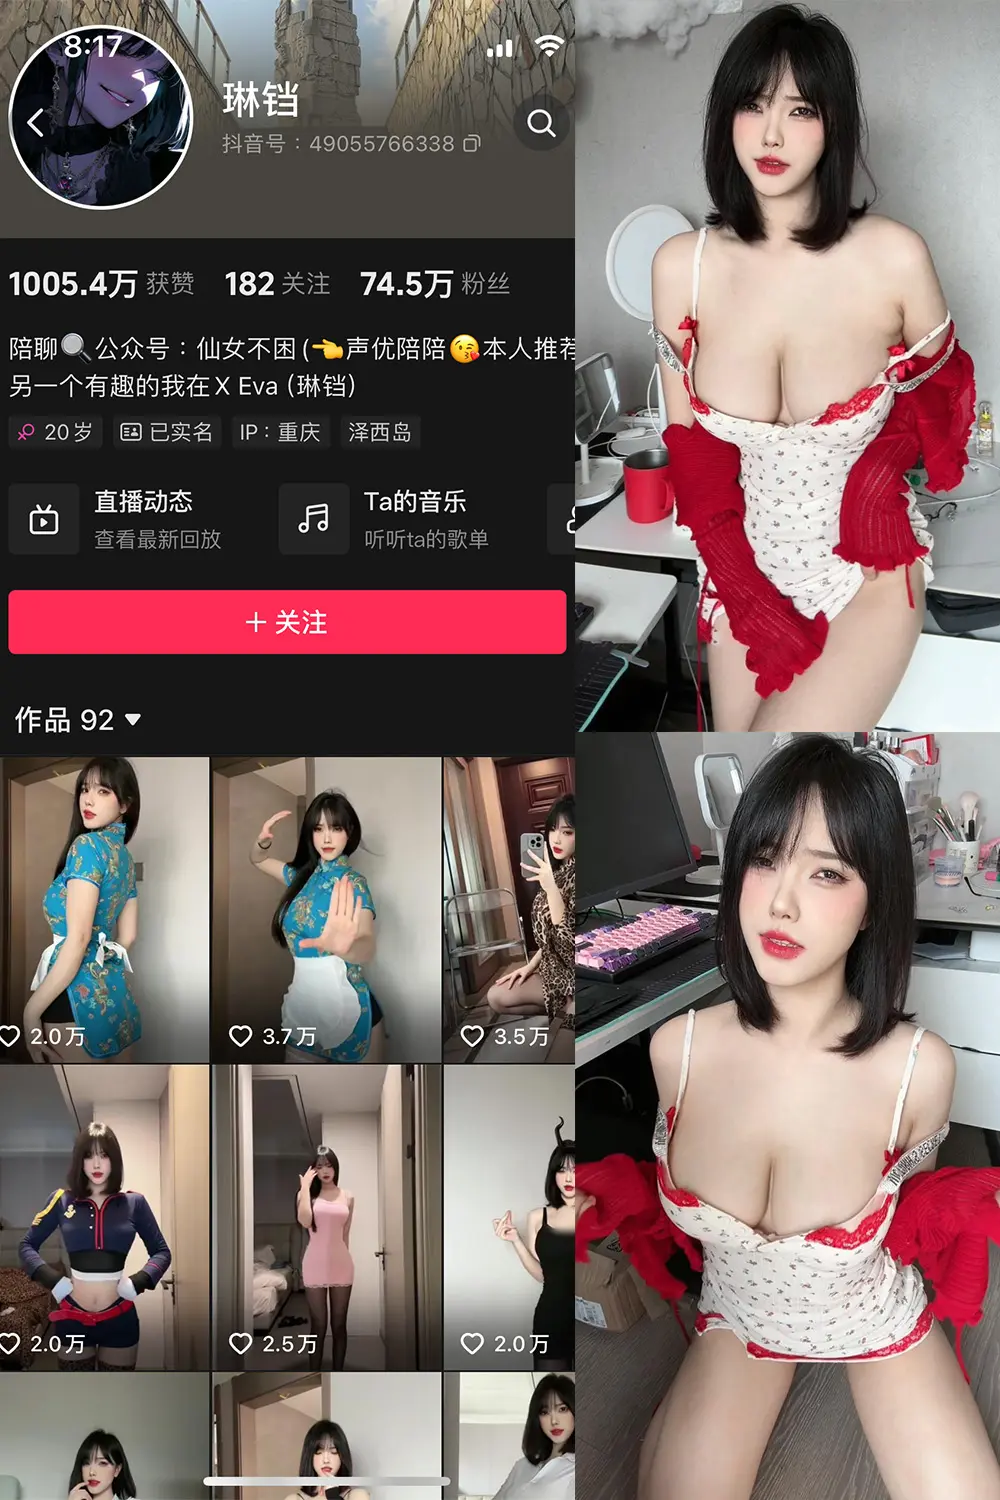 8:17
琳铛
抖音号：49055766338
1005.4万 获赞 182 关注 74.5万 粉丝
陪聊🔍公众号：仙女不困(👈声优陪陪😘本人推荐
另一个有趣的我在 X Eva (琳铛)
20岁 已实名 IP：重庆 泽西岛
直播动态
查看最新回放
Ta的音乐
听听ta的歌单
＋关注
作品 92
2.0万
3.7万
3.5万
2.0万
2.5万
2.0万